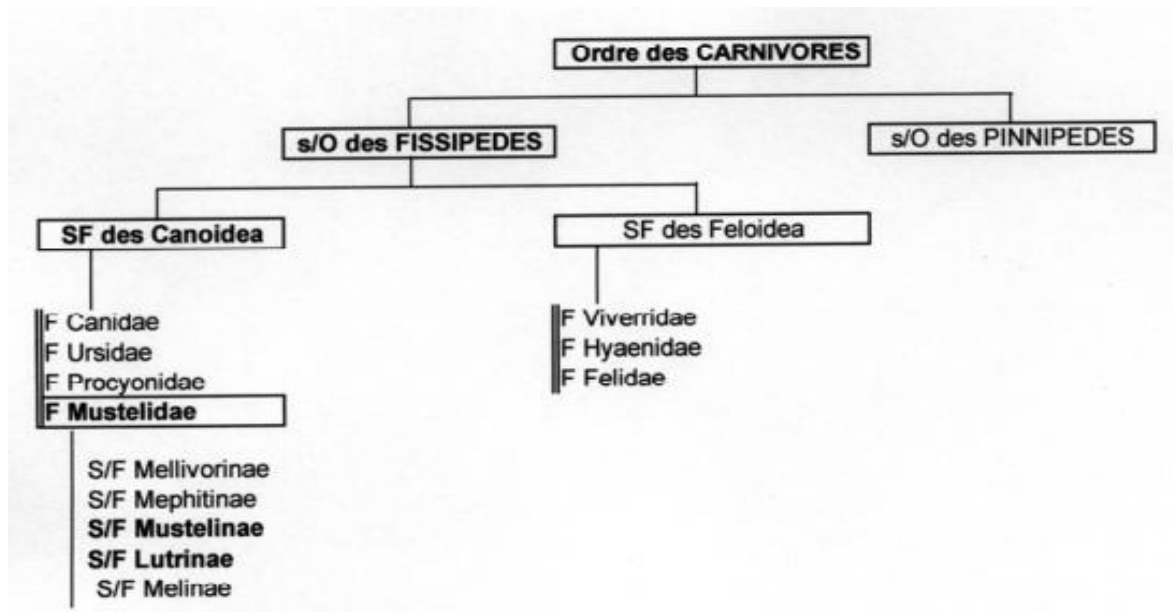 Ordre des CARNIVORES
s/O des FISSIPEDES
s/O des PINNIPEDES
SF des Canoidea
SF des Feloidea
F Canidae
F Ursidae
F Procyonidae
F Mustelidae
S/F Mellivorinae
S/F Mephitinae
S/F Mustelinae
S/F Lutrinae
S/F Melinae
F Viverridae
F Hyaenidae
F Felidae